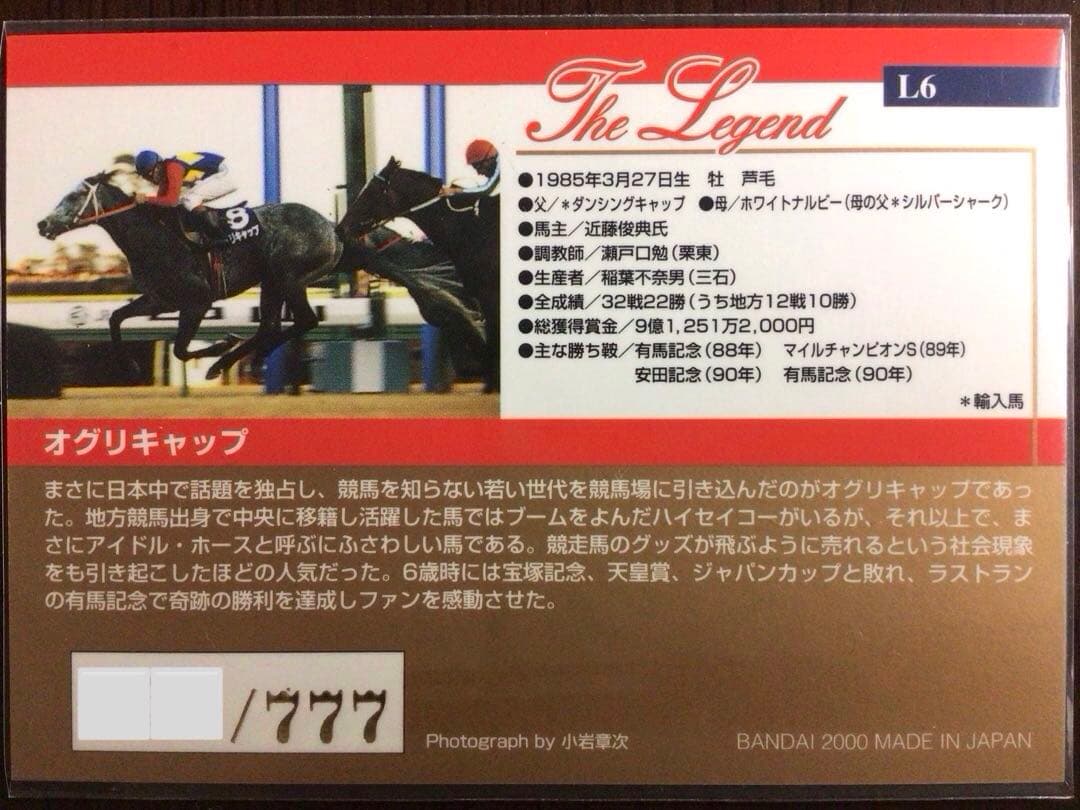 The Legend
L6
●1985年3月27日生　牡　芦毛
●父／＊ダンシングキャップ　●母／ホワイトナルビー（母の父＊シルバーシャーク）
●馬主／近藤俊典氏
●調教師／瀬戸口勉（栗東）
●生産者／稲葉不奈男（三石）
●全成績／32戦22勝（うち地方12戦10勝）
●総獲得賞金／9億1,251万2,000円
●主な勝ち鞍／有馬記念（88年）　マイルチャンピオンS（89年）
安田記念（90年）　有馬記念（90年）
＊輸入馬
8
リキャップ
オグリキャップ
まさに日本中で話題を独占し、競馬を知らない若い世代を競馬場に引き込んだのがオグリキャップであっ
た。地方競馬出身で中央に移籍し活躍した馬ではブームをよんだハイセイコーがいるが、それ以上で、ま
さにアイドル・ホースと呼ぶにふさわしい馬である。競走馬のグッズが飛ぶように売れるという社会現象
をも引き起こしたほどの人気だった。6歳時には宝塚記念、天皇賞、ジャパンカップと敗れ、ラストラン
の有馬記念で奇跡の勝利を達成しファンを感動させた。
/777
Photograph by 小岩章次
BANDAI 2000 MADE IN JAPAN